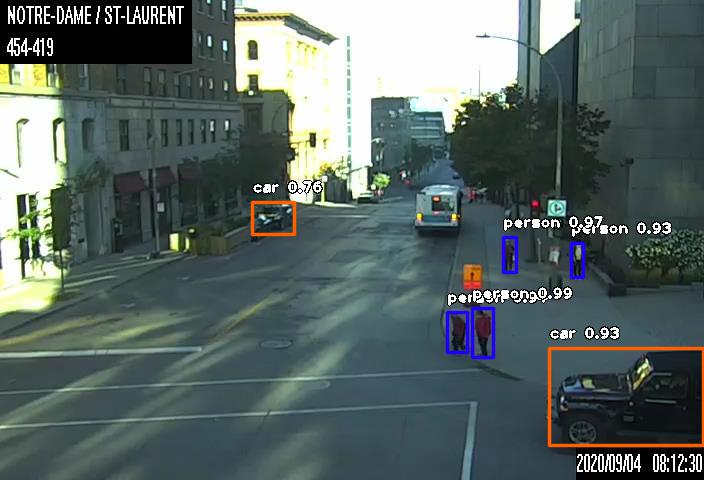 NOTRE-DAME / ST-LAURENT
454-419
car 0.76
person 0.97
person 0.93
person 0.99
car 0.93
2020/09/04 08:12:30